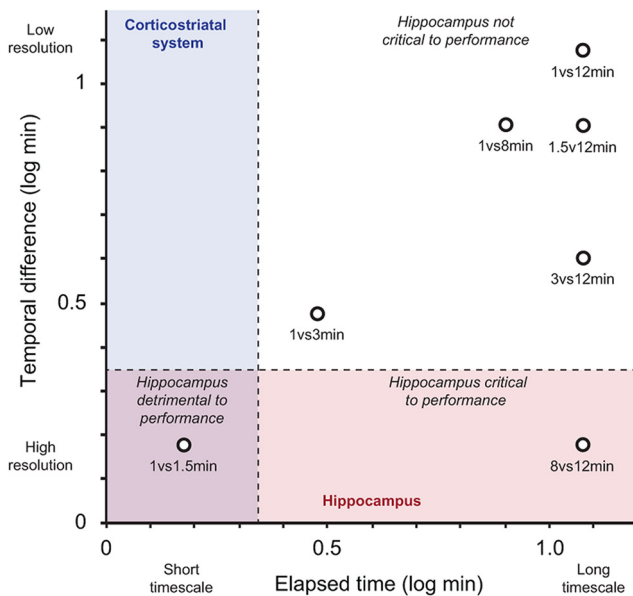 Low
resolution
Corticostriatal
system
Hippocampus not
critical to performance
1vs12min
1
1vs8min
1.5v12min
Temporal difference (log min)
3vs12min
0.5
1vs3min
Hippocampus
detrimental to
performance
Hippocampus critical
to performance
High
resolution
1vs1.5min
8vs12min
Hippocampus
0
0
0.5
1.0
Short
timescale
Elapsed time (log min)
Long
timescale